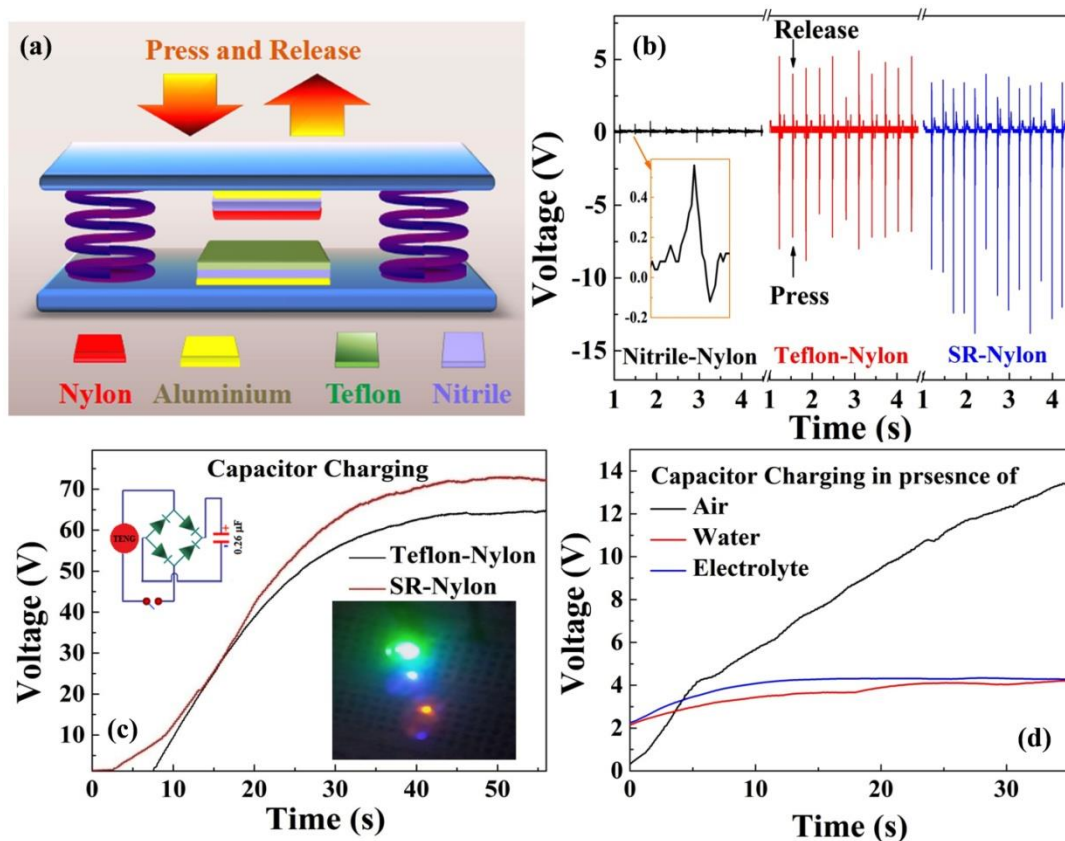 (a)
Press and Release
Nylon Aluminium Teflon Nitrile
(b)
Voltage (V)
5
0
-5
-10
-15
Release
Press
0.4
0.2
0.0
-0.2
Nitrile-Nylon Teflon-Nylon SR-Nylon
1 2 3 4 1 2 3 4 1 2 3 4
Time (s)
Capacitor Charging
Voltage (V)
70
60
50
40
30
20
10
TENG
+
-
0.26 µF
Teflon-Nylon
SR-Nylon
(c)
0 10 20 30 40 50
Time (s)
Voltage (V)
14
12
10
8
6
4
2
0
Capacitor Charging in prsesnce of
Air
Water
Electrolyte
(d)
0 10 20 30
Time (s)